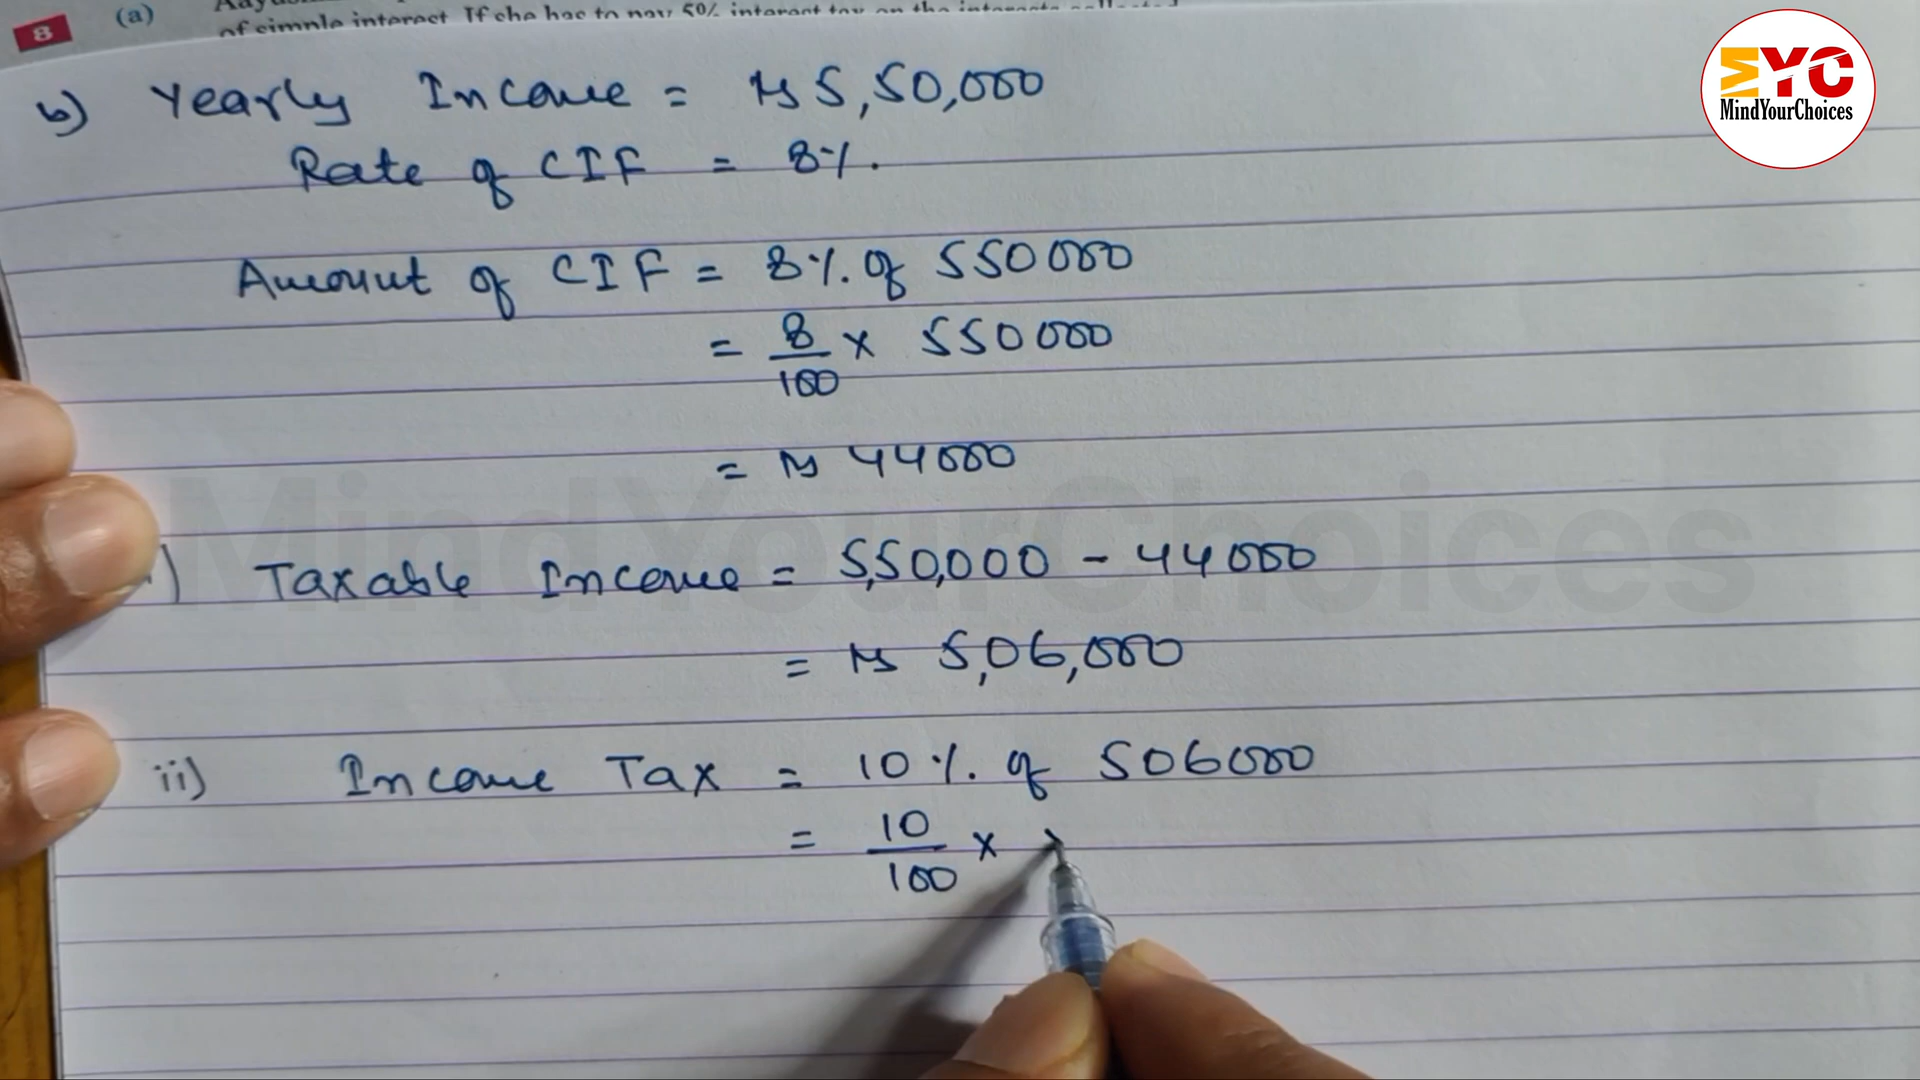 8 (a)
of simple interest. If she has to pay 5% interest tax on the
MYC
MindYourChoices
b) Yearly Income = Rs 5,50,000
Rate of CIF = 8%.
Amount of CIF = 8% of 550000
= 8/100 × 550000
= Rs 44000
MindYourChoices
) Taxable Income = 5,50,000 - 44000
= Rs 5,06,000
ii) Income Tax = 10% of 506000
= 10/100 ×